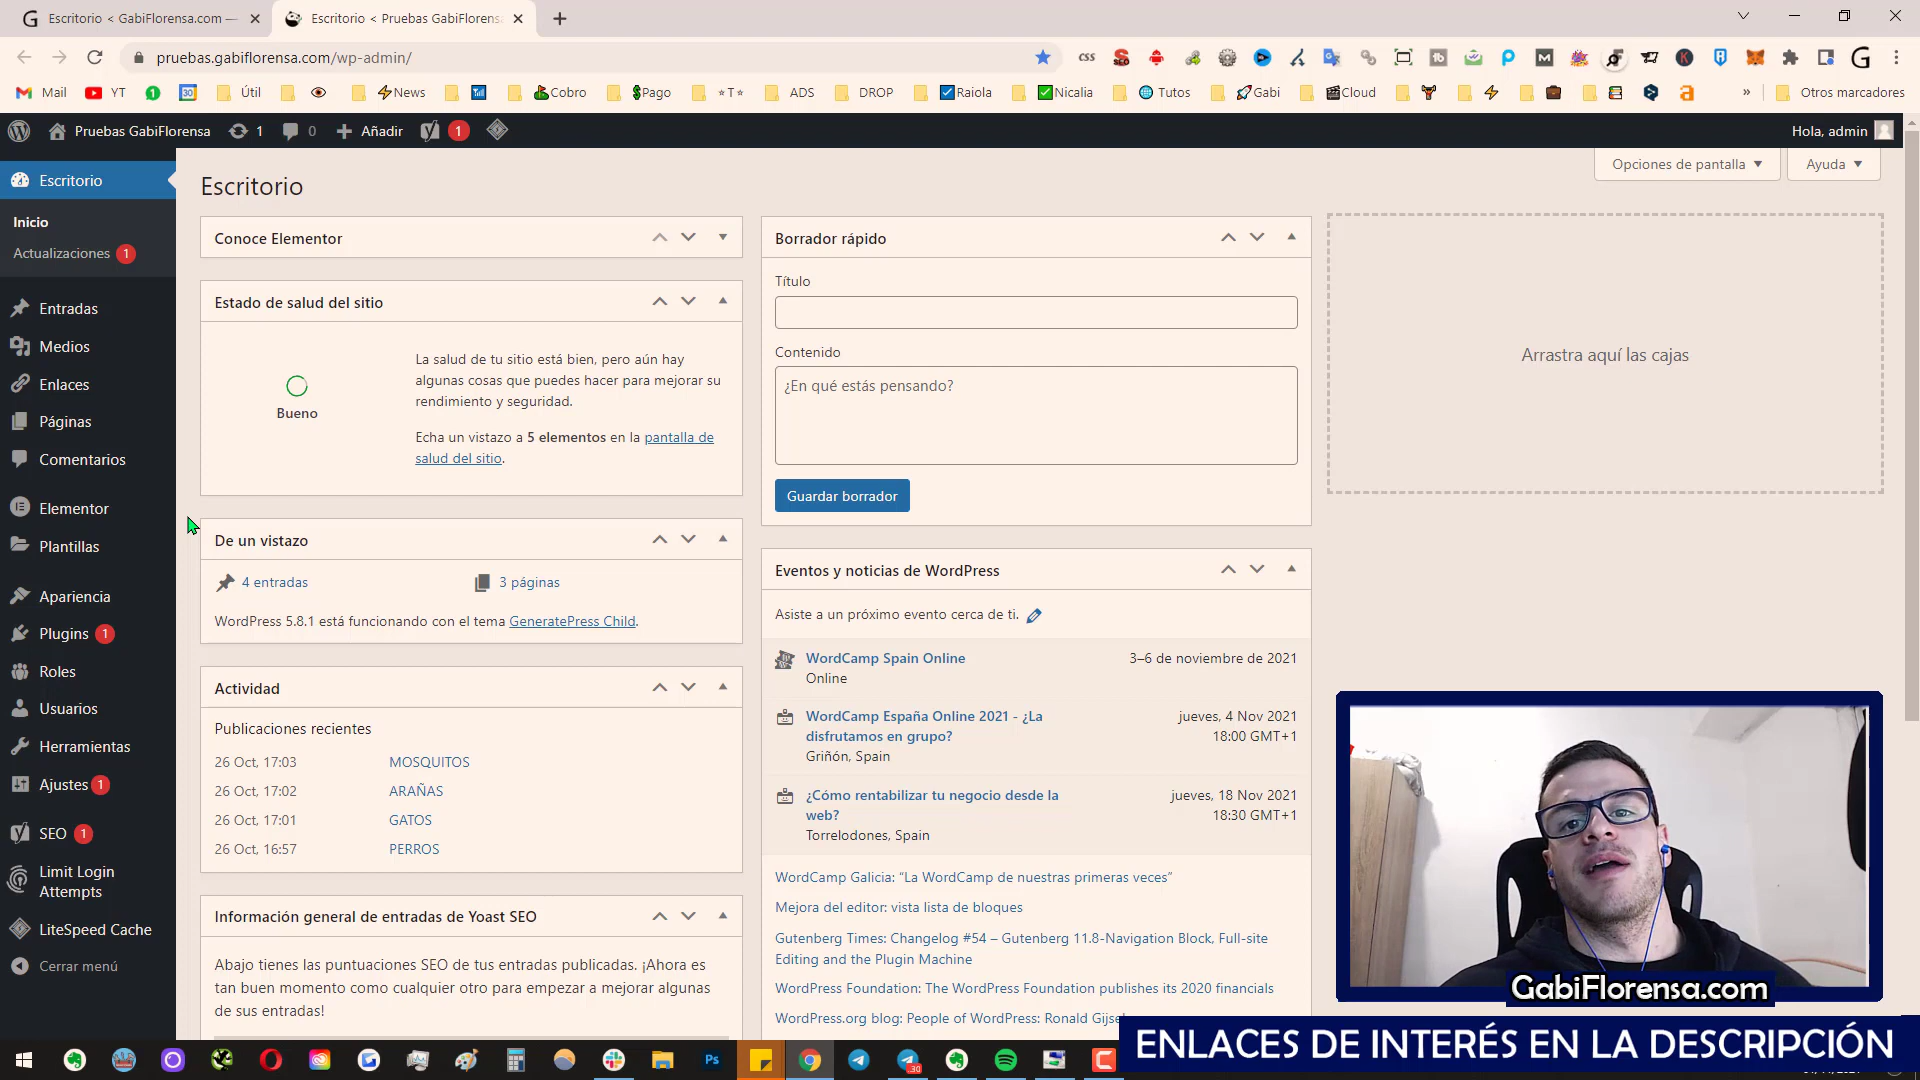 Escritorio < GabiFlorensa.com —
Escritorio < Pruebas GabiFlorens
pruebas.gabiflorensa.com/wp-admin/
Mail
YT
Útil
News
Cobro
Pago
T
ADS
DROP
Raiola
Nicalia
Tutos
Gabi
Cloud
Otros marcadores
Pruebas GabiFlorensa
1
0
Añadir
1
Hola, admin
Escritorio
Inicio
Actualizaciones 1
Entradas
Medios
Enlaces
Páginas
Comentarios
Elementor
Plantillas
Apariencia
Plugins 1
Roles
Usuarios
Herramientas
Ajustes 1
SEO 1
Limit Login
Attempts
LiteSpeed Cache
Cerrar menú
Opciones de pantalla
Ayuda
Escritorio
Conoce Elementor
Estado de salud del sitio
Bueno
La salud de tu sitio está bien, pero aún hay
algunas cosas que puedes hacer para mejorar su
rendimiento y seguridad.
Echa un vistazo a 5 elementos en la pantalla de
salud del sitio.
De un vistazo
4 entradas
3 páginas
WordPress 5.8.1 está funcionando con el tema GeneratePress Child.
Actividad
Publicaciones recientes
26 Oct, 17:03 MOSQUITOS
26 Oct, 17:02 ARAÑAS
26 Oct, 17:01 GATOS
26 Oct, 16:57 PERROS
Información general de entradas de Yoast SEO
Abajo tienes las puntuaciones SEO de tus entradas publicadas. ¡Ahora es
tan buen momento como cualquier otro para empezar a mejorar algunas
de sus entradas!
Borrador rápido
Título
Contenido
¿En qué estás pensando?
Guardar borrador
Eventos y noticias de WordPress
Asiste a un próximo evento cerca de ti.
WordCamp Spain Online
Online
3–6 de noviembre de 2021
WordCamp España Online 2021 - ¿La
disfrutamos en grupo?
Griñón, Spain
jueves, 4 Nov 2021
18:00 GMT+1
¿Cómo rentabilizar tu negocio desde la
web?
Torrelodones, Spain
jueves, 18 Nov 2021
18:30 GMT+1
WordCamp Galicia: “La WordCamp de nuestras primeras veces”
Mejora del editor: vista lista de bloques
Gutenberg Times: Changelog #54 – Gutenberg 11.8-Navigation Block, Full-site
Editing and the Plugin Machine
WordPress Foundation: The WordPress Foundation publishes its 2020 financials
WordPress.org blog: People of WordPress: Ronald Gijsel
Arrastra aquí las cajas
GabiFlorensa.com
ENLACES DE INTERÉS EN LA DESCRIPCIÓN
Ps
30